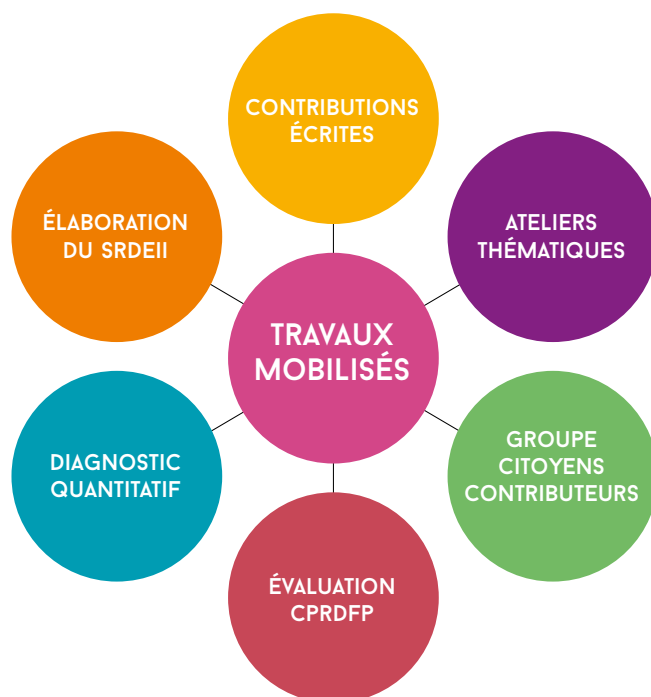 CONTRIBUTIONS
ÉCRITES
ÉLABORATION
DU SRDEII
ATELIERS
THÉMATIQUES
TRAVAUX
MOBILISÉS
DIAGNOSTIC
QUANTITATIF
GROUPE
CITOYENS
CONTRIBUTEURS
ÉVALUATION
CPRDFP